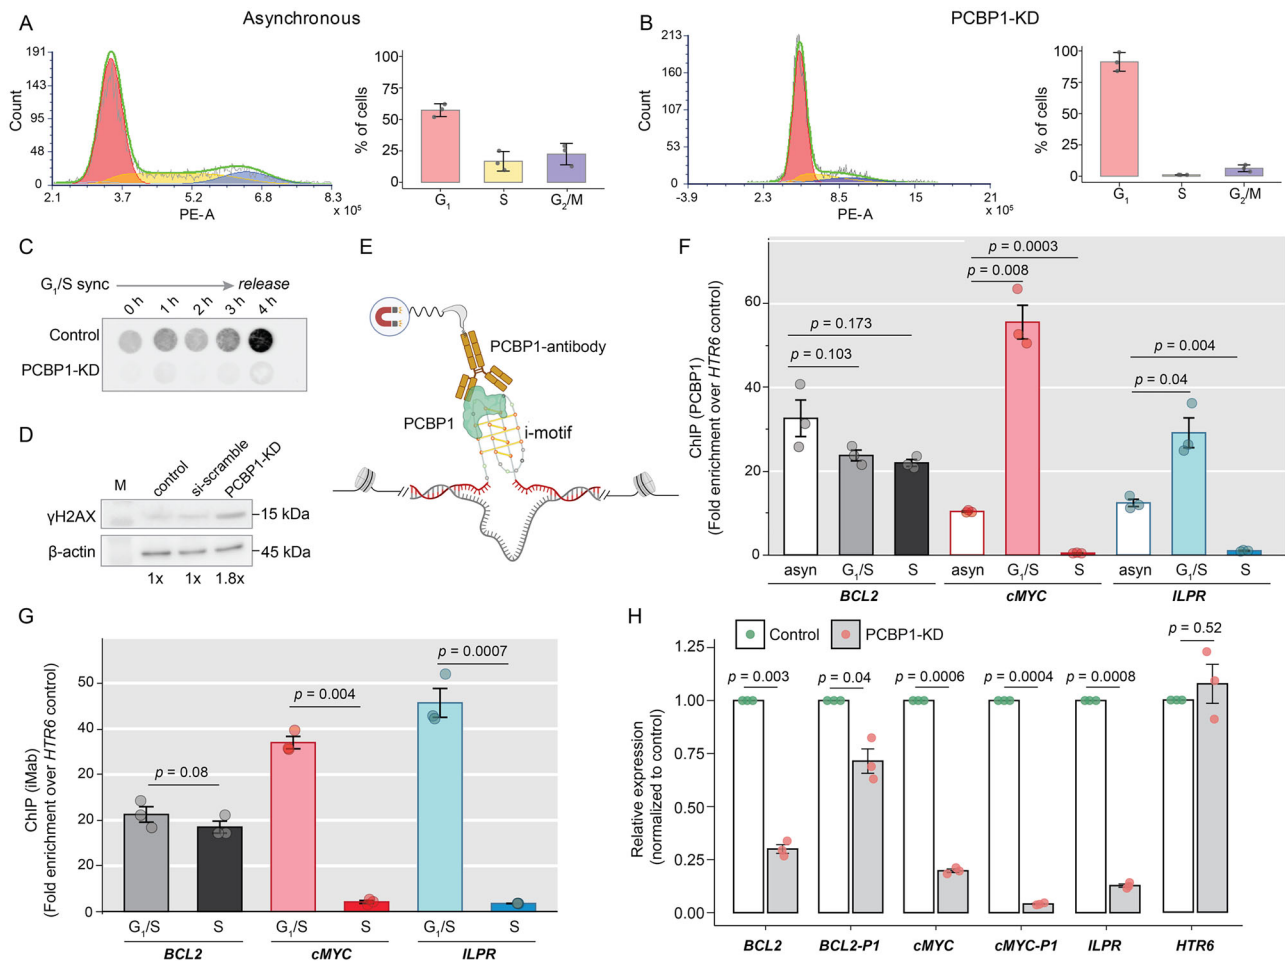 A
Asynchronous
191
143
95
48
0
Count
2.1
3.7
5.2
6.8
8.3
x 10⁵
PE-A
100
75
50
25
0
% of cells
G₁
S
G₂/M
B
PCBP1-KD
213
160
107
53
0
Count
-3.9
2.3
8.5
15
21
x 10⁵
PE-A
100
75
50
25
0
% of cells
G₁
S
G₂/M
C
G₁/S sync
release
0 h
1 h
2 h
3 h
4 h
Control
PCBP1-KD
D
M
control
si-scramble
PCBP1-KD
γH2AX
15 kDa
β-actin
45 kDa
1x
1x
1.8x
E
PCBP1-antibody
PCBP1
i-motif
F
ChIP (PCBP1)
(Fold enrichment over HTR6 control)
60
40
20
0
p = 0.173
p = 0.103
p = 0.0003
p = 0.008
p = 0.004
p = 0.04
asyn
G₁/S
S
asyn
G₁/S
S
asyn
G₁/S
S
BCL2
cMYC
ILPR
G
ChIP (iMab)
(Fold enrichment over HTR6 control)
50
40
20
20
20
0
p = 0.08
p = 0.004
p = 0.0007
G₁/S
S
G₁/S
S
G₁/S
S
BCL2
cMYC
ILPR
H
Control
PCBP1-KD
Relative expression
(normalized to control)
1.25
1.00
0.75
0.50
0.25
0.00
p = 0.003
p = 0.04
p = 0.0006
p = 0.0004
p = 0.0008
p = 0.52
BCL2
BCL2-P1
cMYC
cMYC-P1
ILPR
HTR6